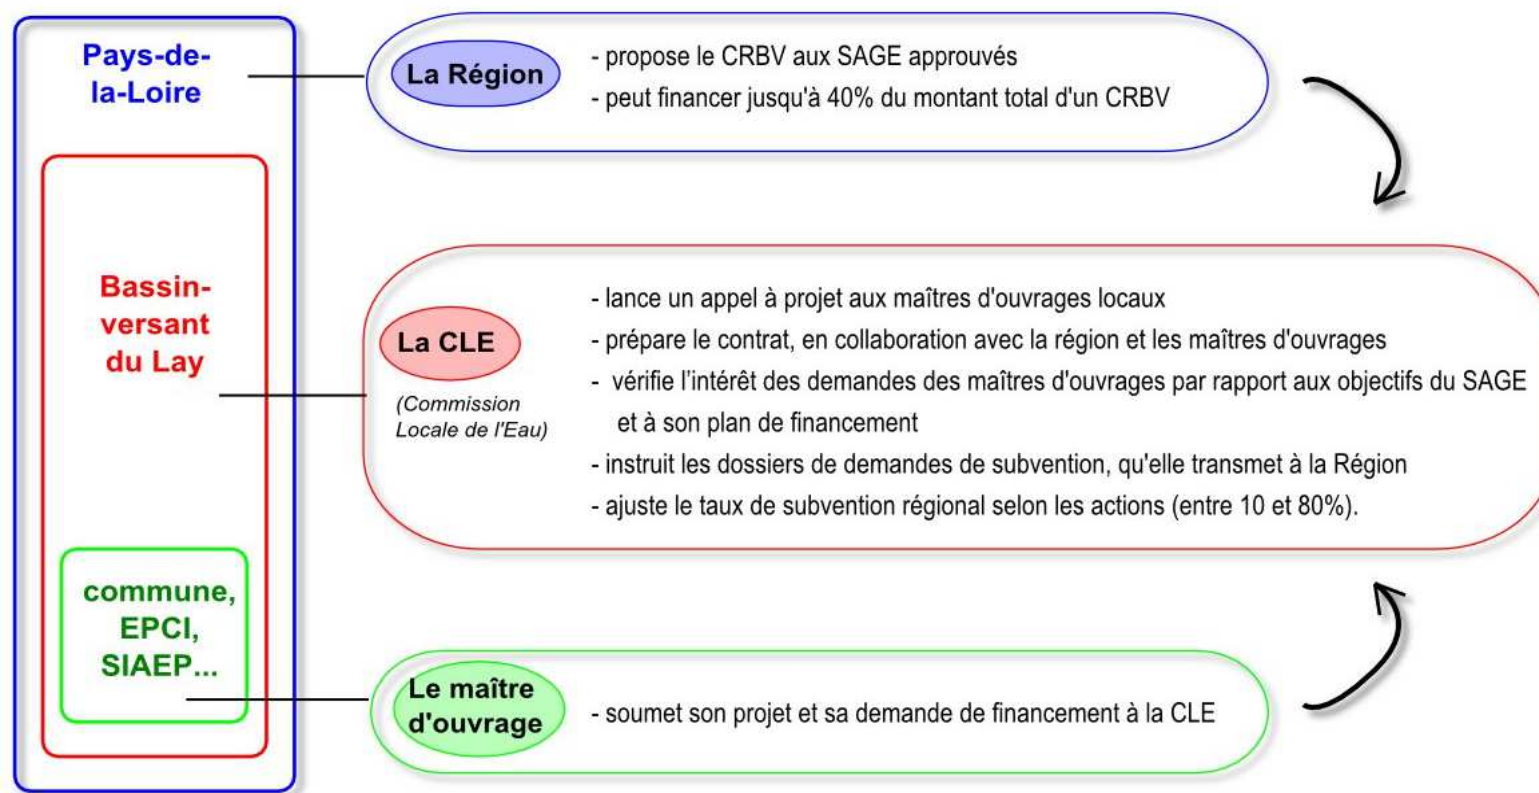 Pays-de-
la-Loire
La Région
- propose le CRBV aux SAGE approuvés
- peut financer jusqu'à 40% du montant total d'un CRBV
Bassin-
versant
du Lay
La CLE
(Commission
Locale de l'Eau)
- lance un appel à projet aux maîtres d'ouvrages locaux
- prépare le contrat, en collaboration avec la région et les maîtres d'ouvrages
- vérifie l'intérêt des demandes des maîtres d'ouvrages par rapport aux objectifs du SAGE
et à son plan de financement
- instruit les dossiers de demandes de subvention, qu'elle transmet à la Région
- ajuste le taux de subvention régional selon les actions (entre 10 et 80%).
commune,
EPCI,
SIAEP...
Le maître
d'ouvrage
- soumet son projet et sa demande de financement à la CLE